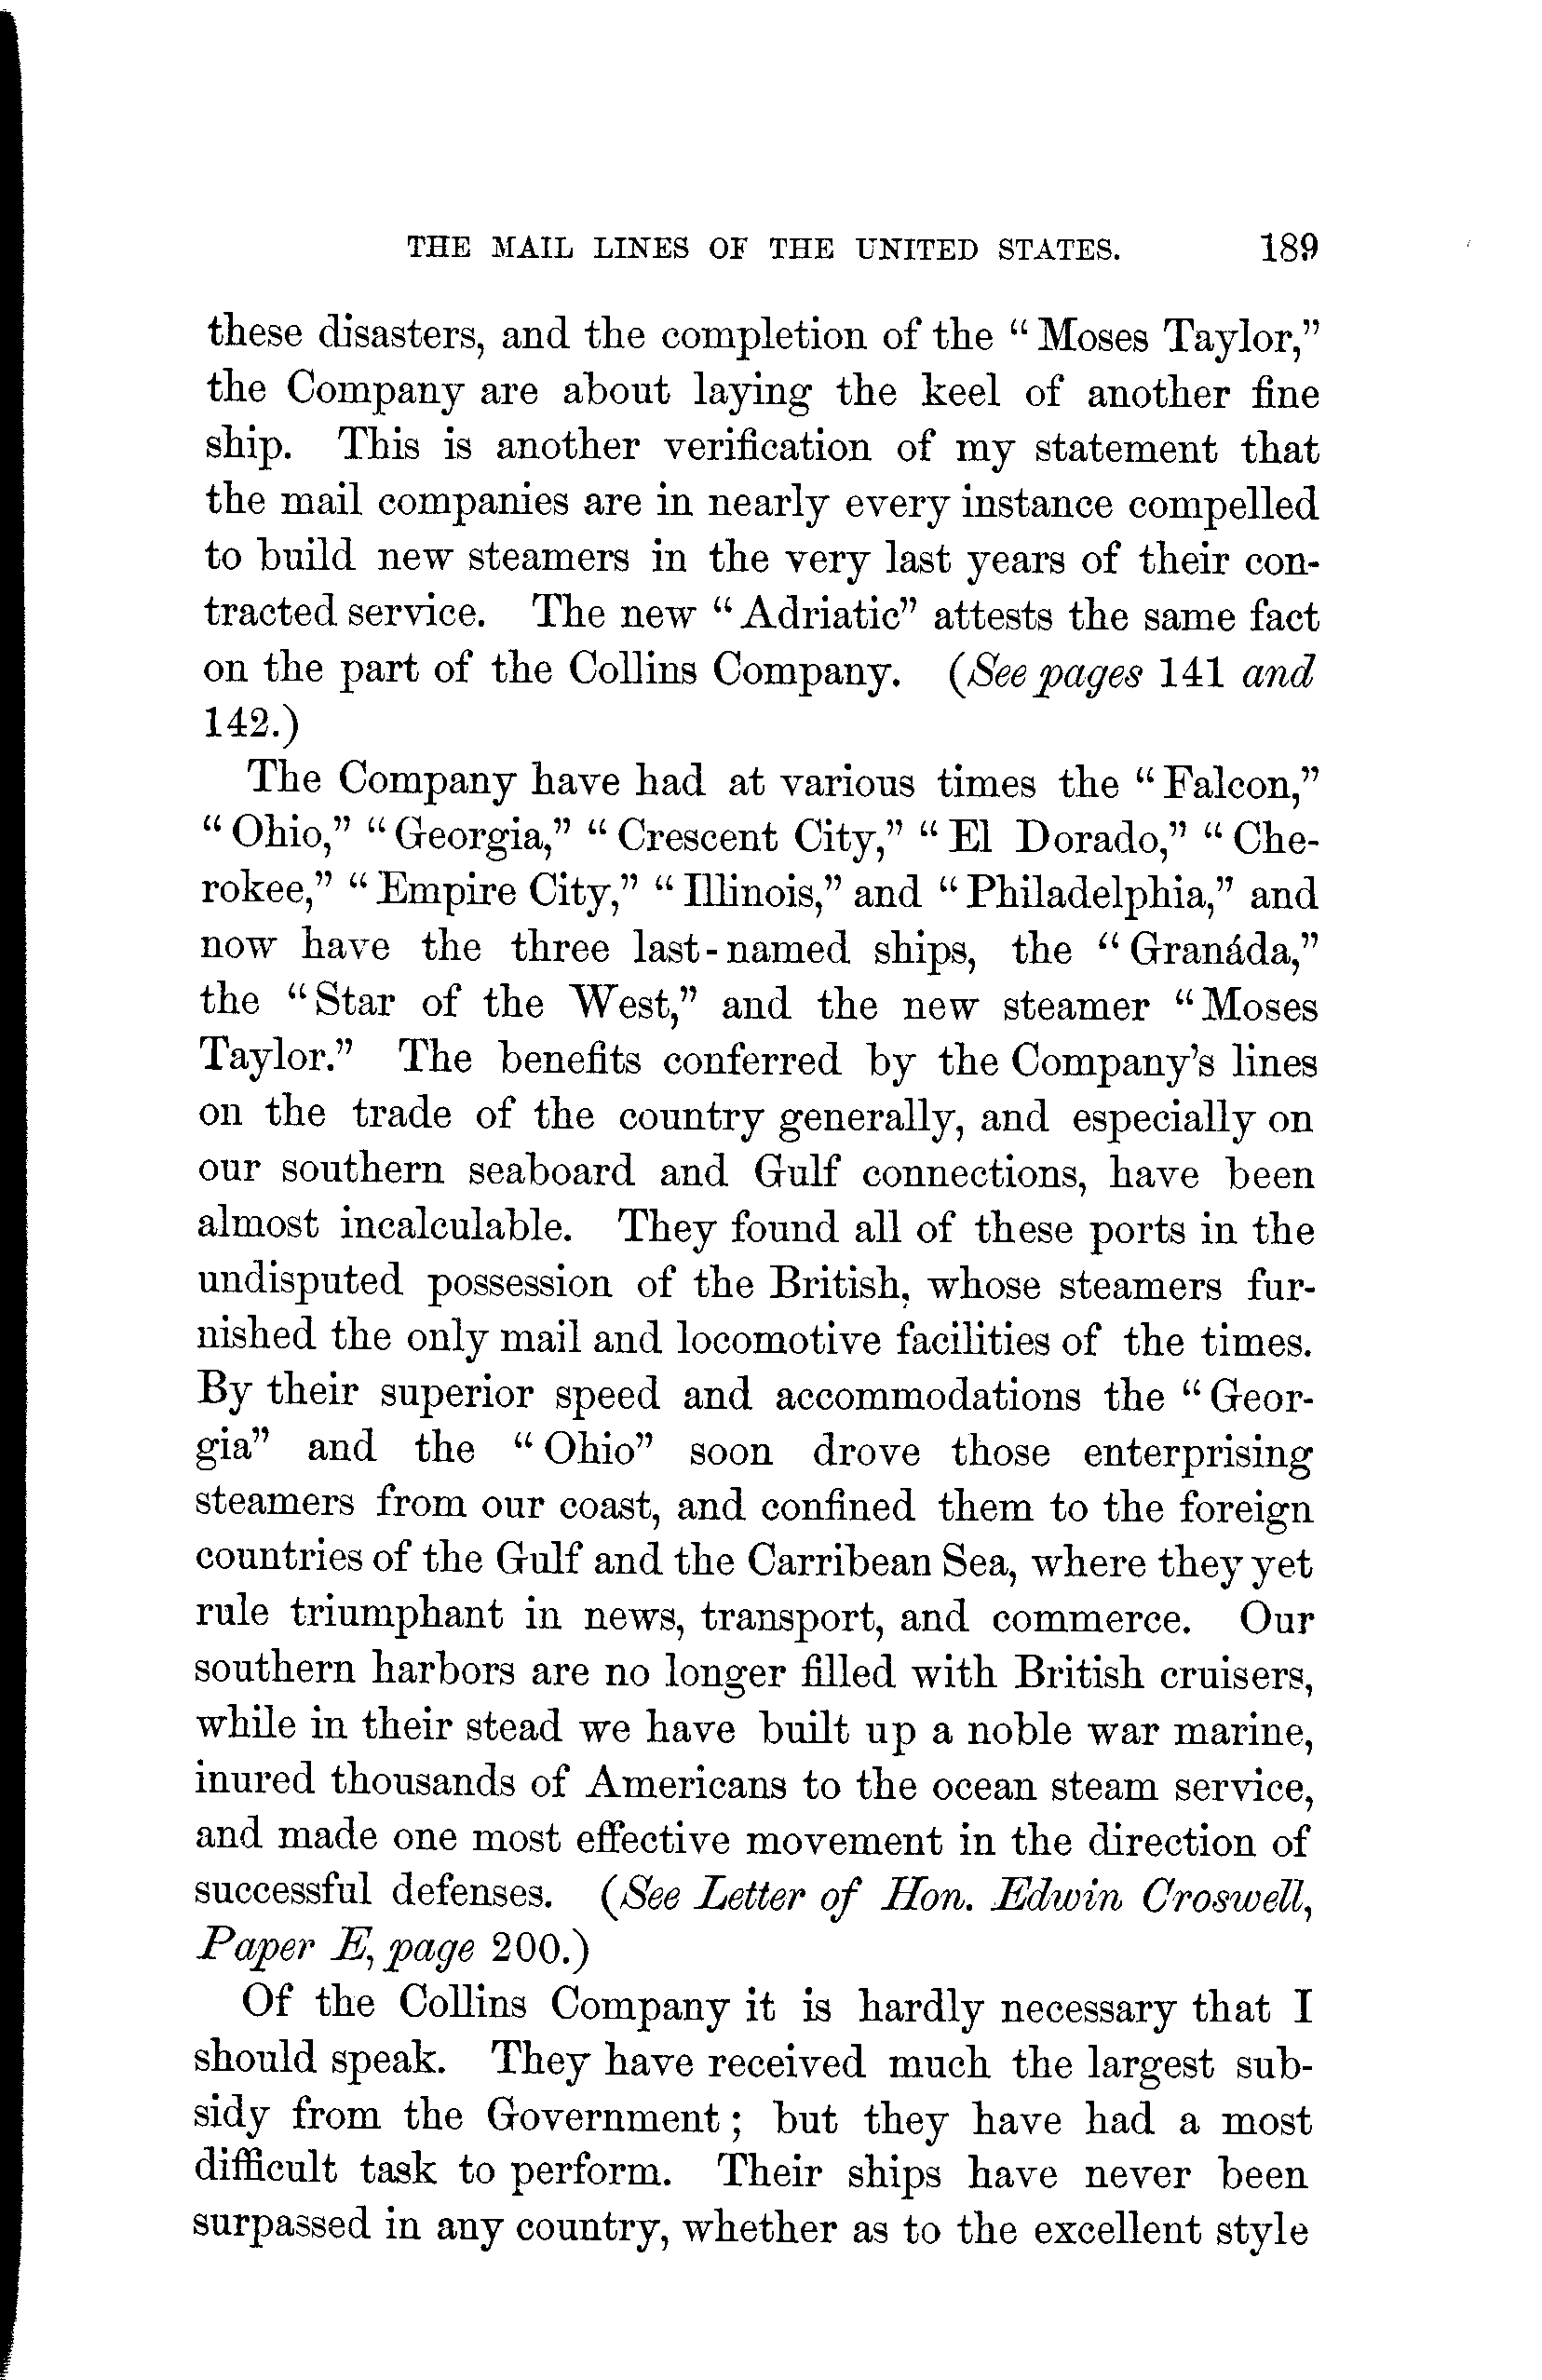 THE MAIL LINES OF THE UNITED STATES. 189
these disasters, and the completion of the "Moses Taylor,"
the Company are about laying the keel of another fine
ship. This is another verification of my statement that
the mail companies are in nearly every instance compelled
to build new steamers in the very last years of their con-
tracted service. The new "Adriatic" attests the same fact
on the part of the Collins Company. (See pages 141 and
142.)
The Company have had at various times the "Falcon,"
"Ohio," "Georgia," "Crescent City," "El Dorado," "Che-
rokee," "Empire City," "Illinois," and "Philadelphia," and
now have the three last-named ships, the "Granáda,"
the "Star of the West," and the new steamer "Moses
Taylor." The benefits conferred by the Company's lines
on the trade of the country generally, and especially on
our southern seaboard and Gulf connections, have been
almost incalculable. They found all of these ports in the
undisputed possession of the British, whose steamers fur-
nished the only mail and locomotive facilities of the times.
By their superior speed and accommodations the "Geor-
gia" and the "Ohio" soon drove those enterprising
steamers from our coast, and confined them to the foreign
countries of the Gulf and the Carribean Sea, where they yet
rule triumphant in news, transport, and commerce. Our
southern harbors are no longer filled with British cruisers,
while in their stead we have built up a noble war marine,
inured thousands of Americans to the ocean steam service,
and made one most effective movement in the direction of
successful defenses. (See Letter of Hon. Edwin Croswell,
Paper E, page 200.)
Of the Collins Company it is hardly necessary that I
should speak. They have received much the largest sub-
sidy from the Government; but they have had a most
difficult task to perform. Their ships have never been
surpassed in any country, whether as to the excellent style